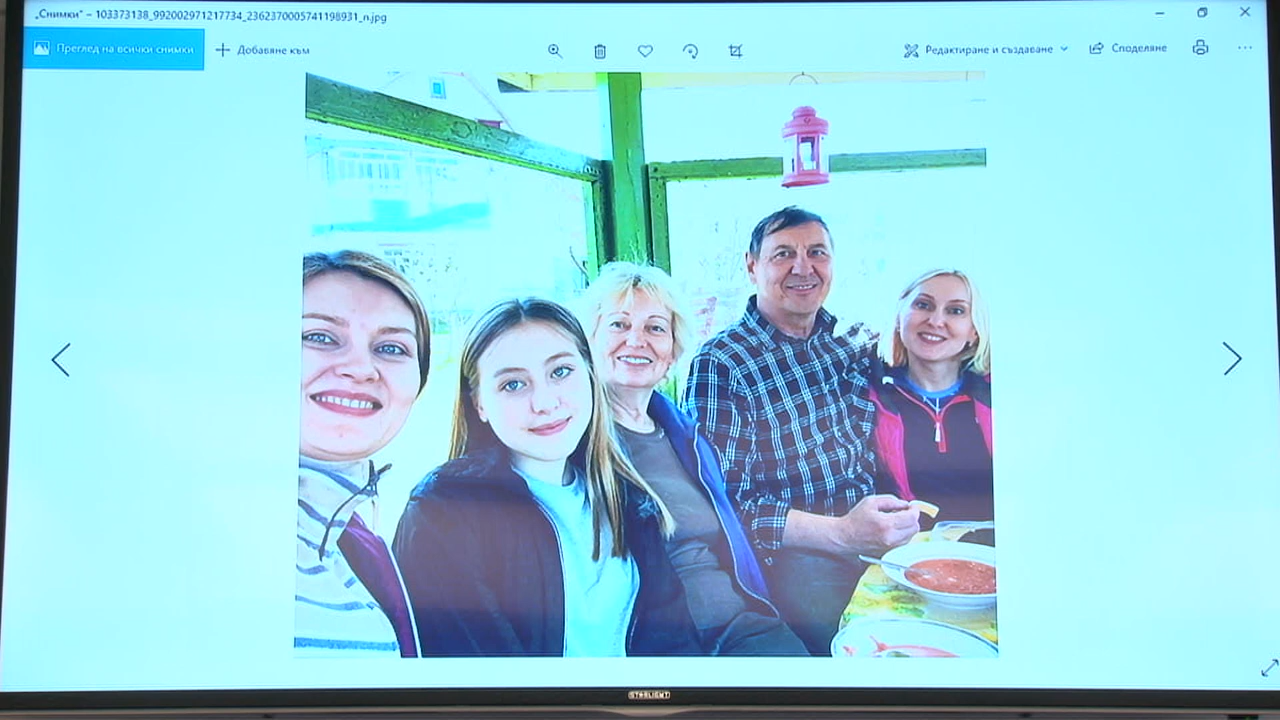 „Снимки“ – 103373138_992002971217734_2362370005741198931_n.jpg
Преглед на всички снимки
Добавяне към
Редактиране и създаване
Споделяне
STARLIGHT